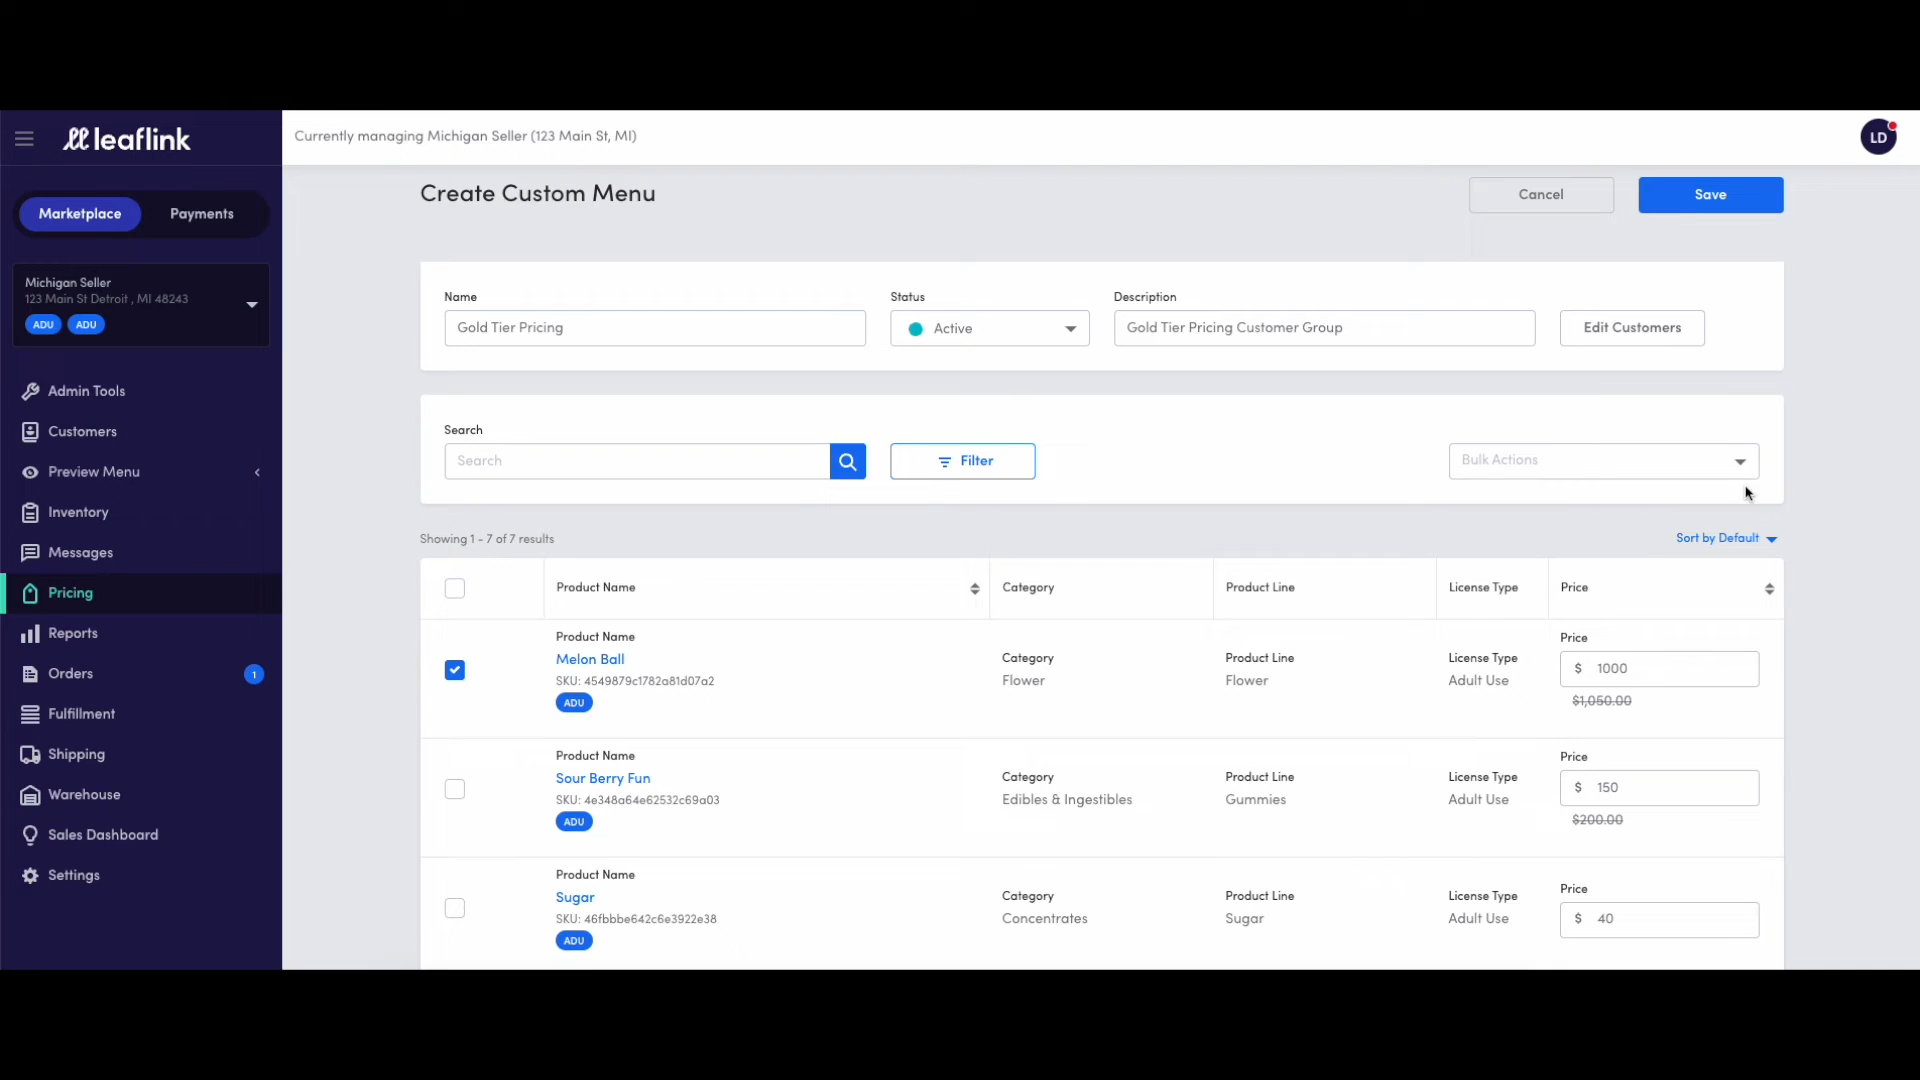 leaflink
Currently managing Michigan Seller (123 Main St, MI)
LD
Marketplace
Payments
Michigan Seller
123 Main St Detroit , MI 48243
ADU
ADU
Admin Tools
Customers
Preview Menu
Inventory
Messages
Pricing
Reports
Orders
1
Fulfillment
Shipping
Warehouse
Sales Dashboard
Settings
Create Custom Menu
Cancel
Save
Name
Status
Description
Gold Tier Pricing
Active
Gold Tier Pricing Customer Group
Edit Customers
Search
Search
Filter
Bulk Actions
Showing 1 - 7 of 7 results
Sort by Default
Product Name
Category
Product Line
License Type
Price
Product Name
Melon Ball
SKU: 4549879c1782a81d07a2
ADU
Category
Flower
Product Line
Flower
License Type
Adult Use
Price
$ 1000
$1,050.00
Product Name
Sour Berry Fun
SKU: 4e348a64e62532c69a03
ADU
Category
Edibles & Ingestibles
Product Line
Gummies
License Type
Adult Use
Price
$ 150
$200.00
Product Name
Sugar
SKU: 46fbbbe642c6e3922e38
ADU
Category
Concentrates
Product Line
Sugar
License Type
Adult Use
Price
$ 40